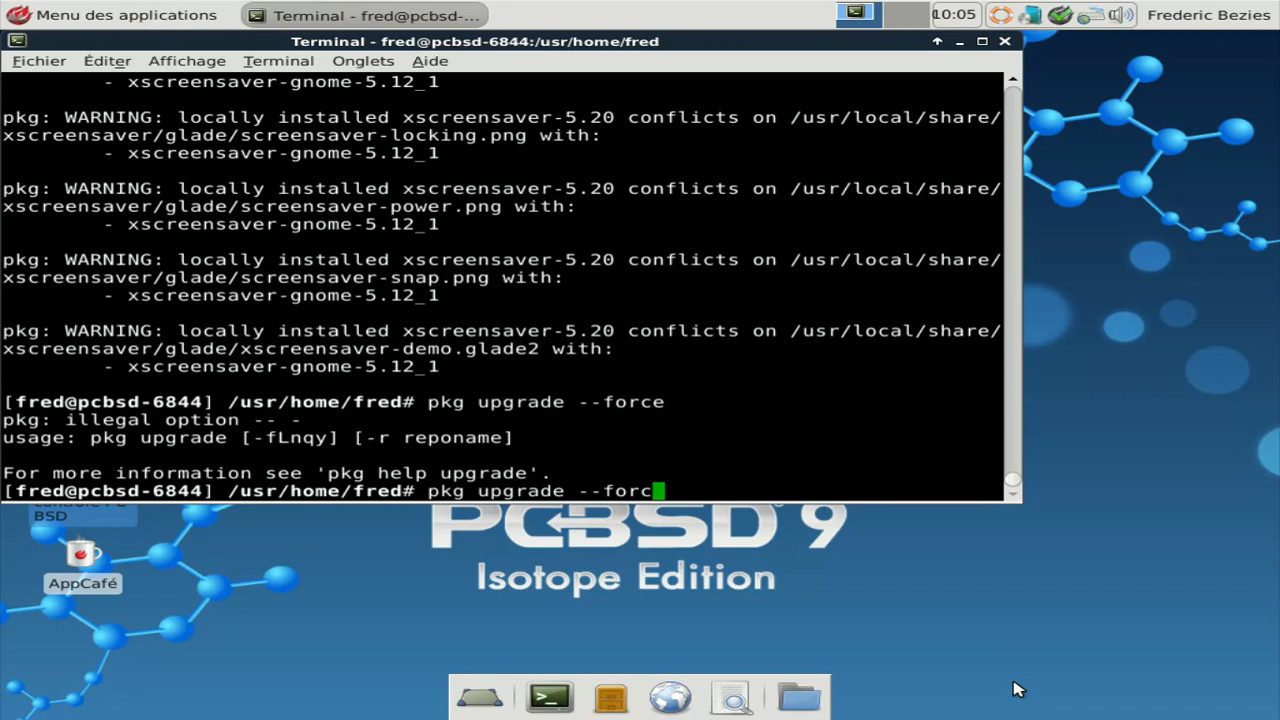 Menu des applications
Terminal - fred@pcbsd-...
10:05
Frederic Bezies
Terminal - fred@pcbsd-6844:/usr/home/fred
Fichier Éditer Affichage Terminal Onglets Aide
- xscreensaver-gnome-5.12_1
pkg: WARNING: locally installed xscreensaver-5.20 conflicts on /usr/local/share/
xscreensaver/glade/screensaver-locking.png with:
- xscreensaver-gnome-5.12_1
pkg: WARNING: locally installed xscreensaver-5.20 conflicts on /usr/local/share/
xscreensaver/glade/screensaver-power.png with:
- xscreensaver-gnome-5.12_1
pkg: WARNING: locally installed xscreensaver-5.20 conflicts on /usr/local/share/
xscreensaver/glade/screensaver-snap.png with:
- xscreensaver-gnome-5.12_1
pkg: WARNING: locally installed xscreensaver-5.20 conflicts on /usr/local/share/
xscreensaver/glade/xscreensaver-demo.glade2 with:
- xscreensaver-gnome-5.12_1
[fred@pcbsd-6844] /usr/home/fred# pkg upgrade --force
pkg: illegal option -- -
usage: pkg upgrade [-fLnqy] [-r reponame]
For more information see 'pkg help upgrade'.
[fred@pcbsd-6844] /usr/home/fred# pkg upgrade --forc
BSD
AppCafé
PCBSD 9
Isotope Edition